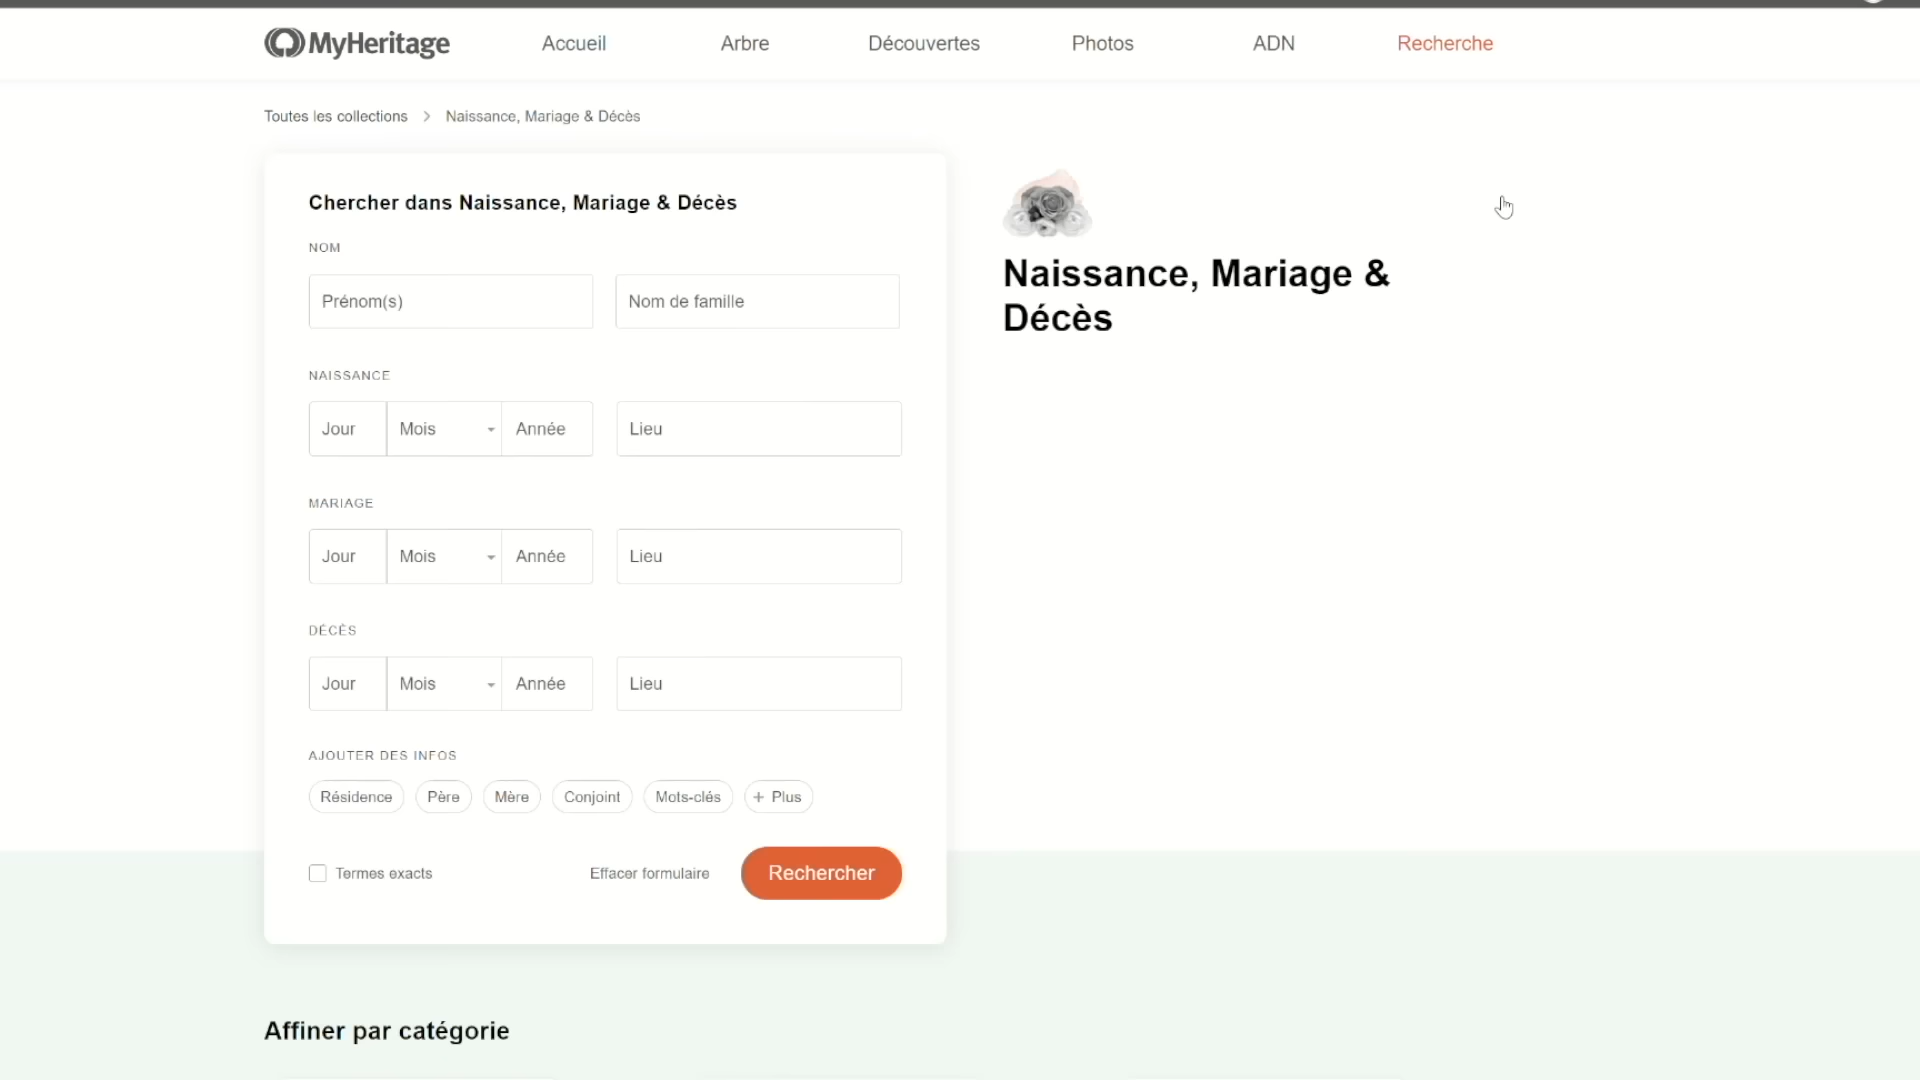 MyHeritage Accueil Arbre Découvertes Photos ADN Recherche
Toutes les collections > Naissance, Mariage & Décès
Chercher dans Naissance, Mariage & Décès
NOM
Prénom(s) Nom de famille
NAISSANCE
Jour Mois Année Lieu
MARIAGE
Jour Mois Année Lieu
DÉCÈS
Jour Mois Année Lieu
AJOUTER DES INFOS
Résidence Père Mère Conjoint Mots-clés + Plus
Termes exacts Effacer formulaire Rechercher
Naissance, Mariage &
Décès
Affiner par catégorie